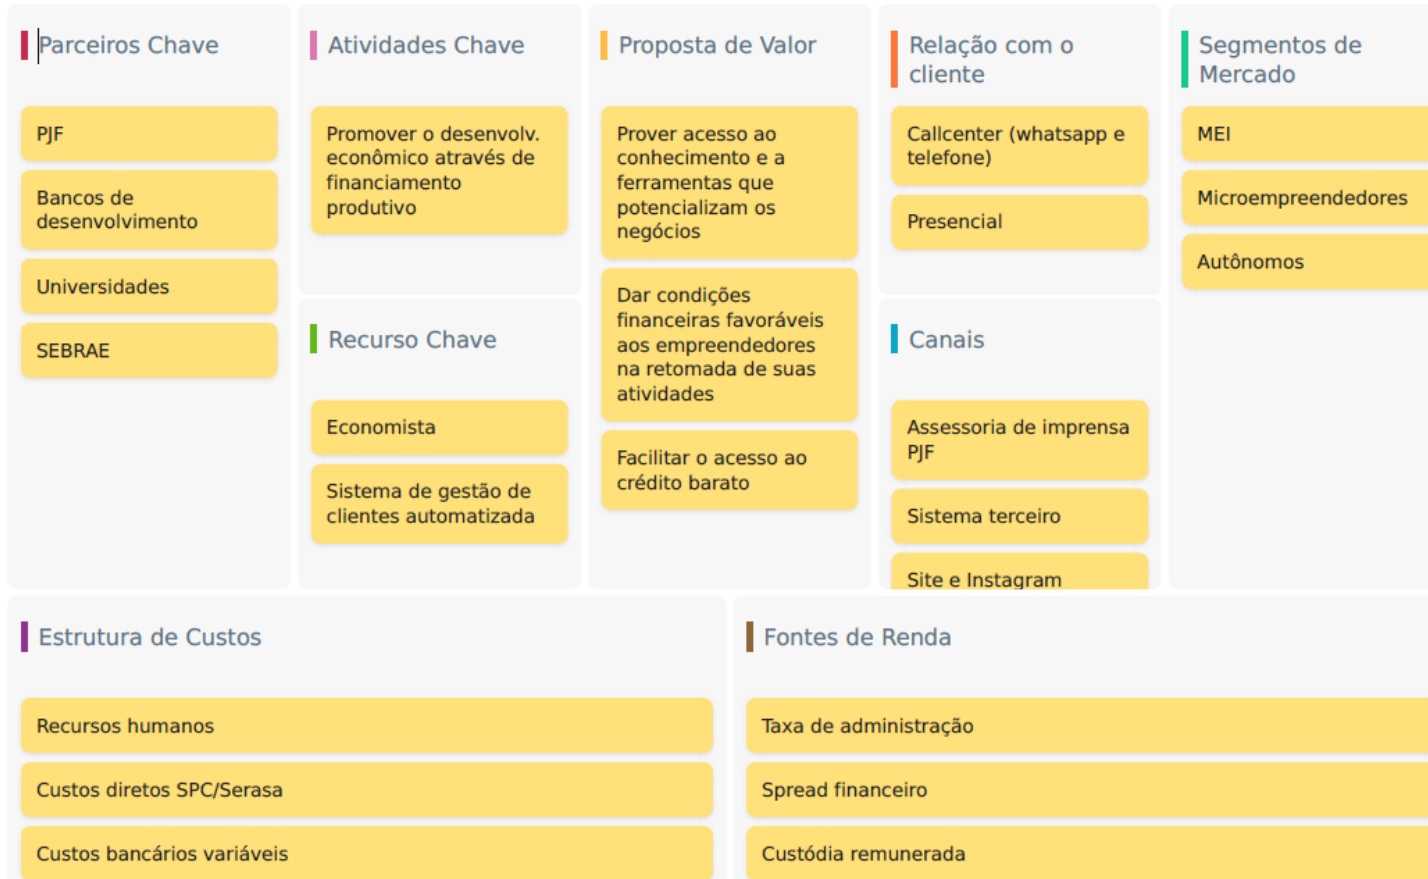 Parceiros Chave
PJF
Bancos de
desenvolvimento
Universidades
SEBRAE
Atividades Chave
Promover o desenvolv.
econômico através de
financiamento
produtivo
Recurso Chave
Economista
Sistema de gestão de
clientes automatizada
Proposta de Valor
Prover acesso ao
conhecimento e a
ferramentas que
potencializam os
negócios
Dar condições
financeiras favoráveis
aos empreendedores
na retomada de suas
atividades
Facilitar o acesso ao
crédito barato
Relação com o
cliente
Callcenter (whatsapp e
telefone)
Presencial
Canais
Assessoria de imprensa
PJF
Sistema terceiro
Site e Instagram
Segmentos de
Mercado
MEI
Microempreendedores
Autônomos
Estrutura de Custos
Recursos humanos
Custos diretos SPC/Serasa
Custos bancários variáveis
Fontes de Renda
Taxa de administração
Spread financeiro
Custódia remunerada